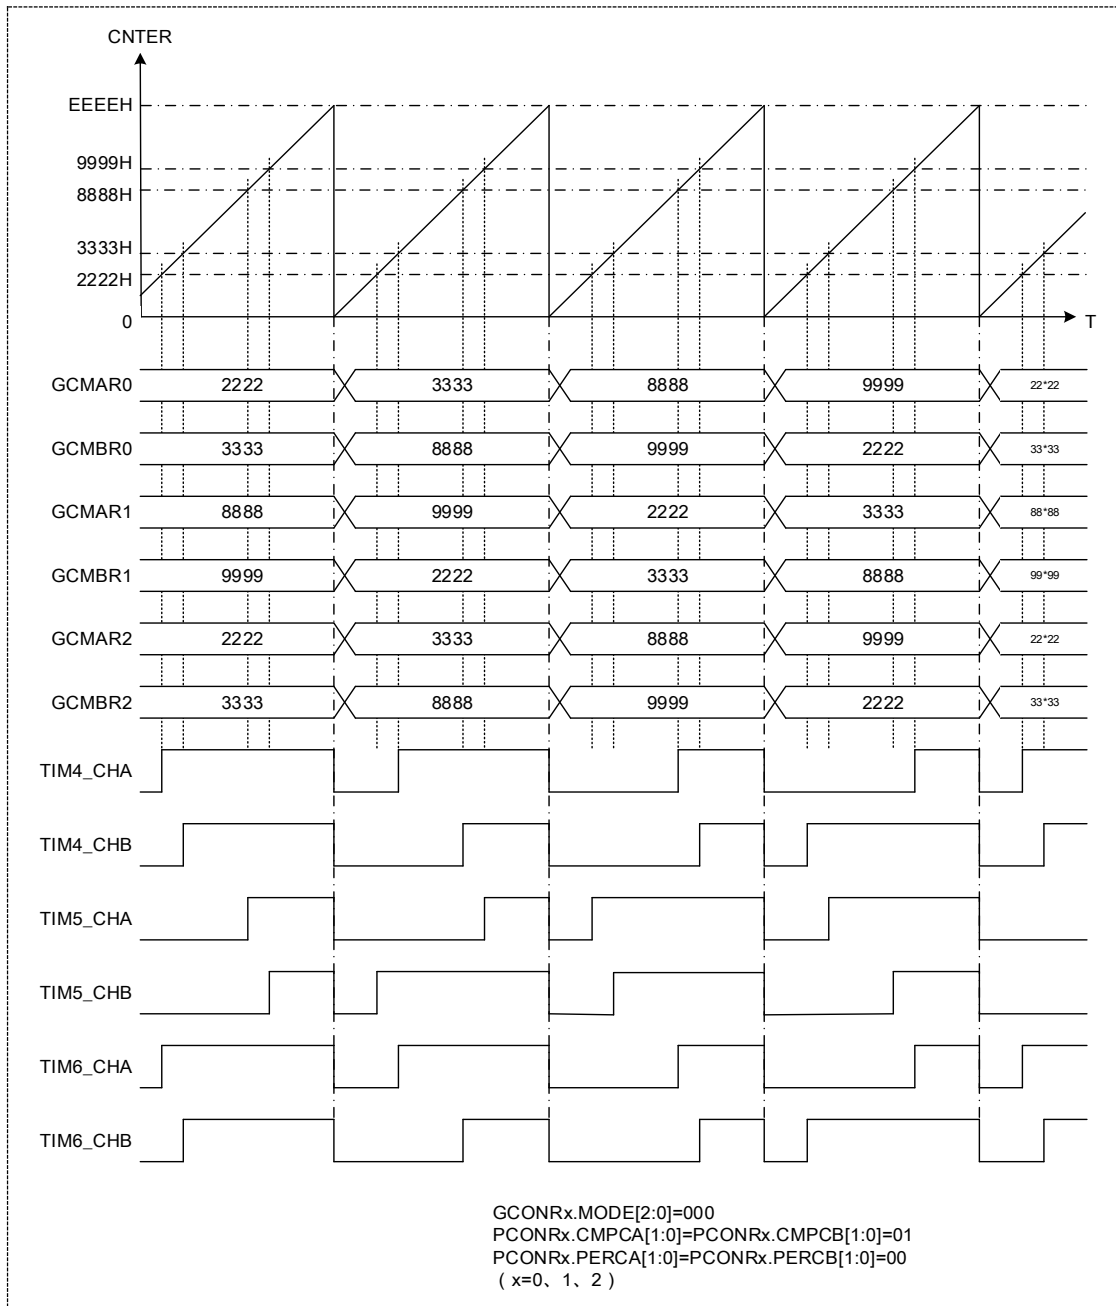 CNTER
EEEEH
9999H
8888H
3333H
2222H
0
T
GCMAR0 2222 3333 8888 9999 22*22
GCMBR0 3333 8888 9999 2222 33*33
GCMAR1 8888 9999 2222 3333 88*88
GCMBR1 9999 2222 3333 8888 99*99
GCMAR2 2222 3333 8888 9999 22*22
GCMBR2 3333 8888 9999 2222 33*33
TIM4_CHA
TIM4_CHB
TIM5_CHA
TIM5_CHB
TIM6_CHA
TIM6_CHB
GCONRx.MODE[2:0]=000
PCONRx.CMPCA[1:0]=PCONRx.CMPCB[1:0]=01
PCONRx.PERCA[1:0]=PCONRx.PERCB[1:0]=00
( x=0、1、2 )